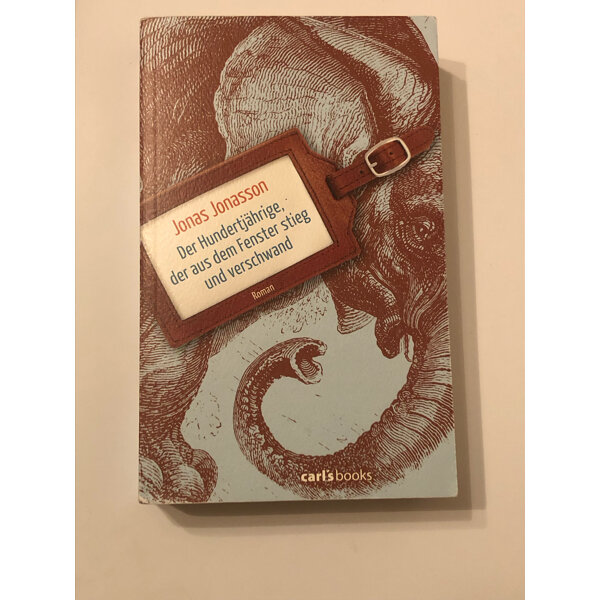 Jonas Jonasson
Der Hundertjährige,
der aus dem Fenster stieg
und verschwand
Roman
carl's books